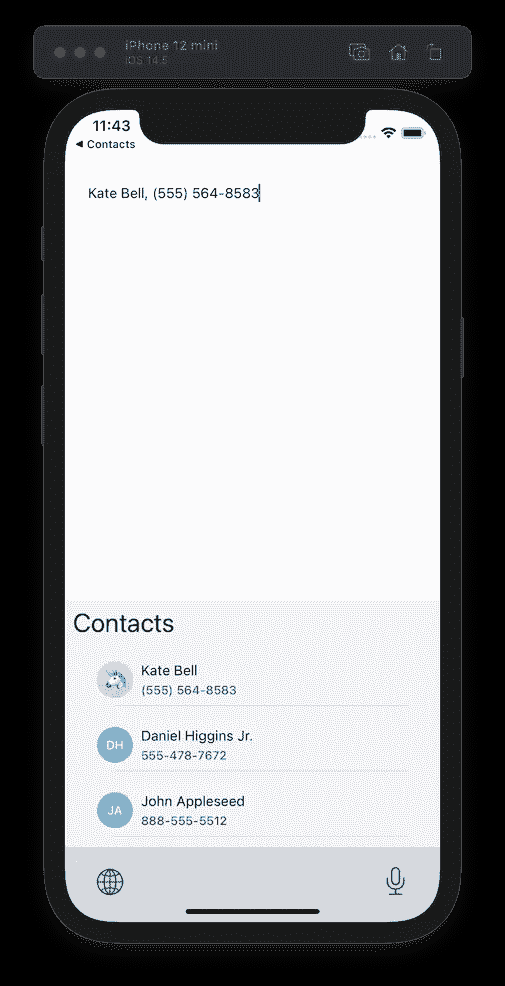 iPhone 12 mini
iOS 14.5
11:43
◀ Contacts
Kate Bell, (555) 564-8583
Contacts
Kate Bell
(555) 564-8583
DH
Daniel Higgins Jr.
555-478-7672
JA
John Appleseed
888-555-5512